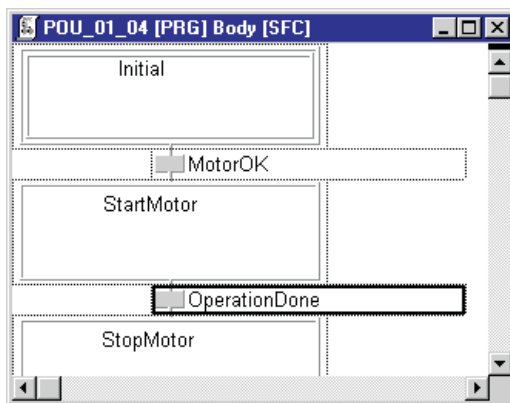 POU_01_04 [PRG] Body [SFC]
Initial
MotorOK
StartMotor
OperationDone
StopMotor